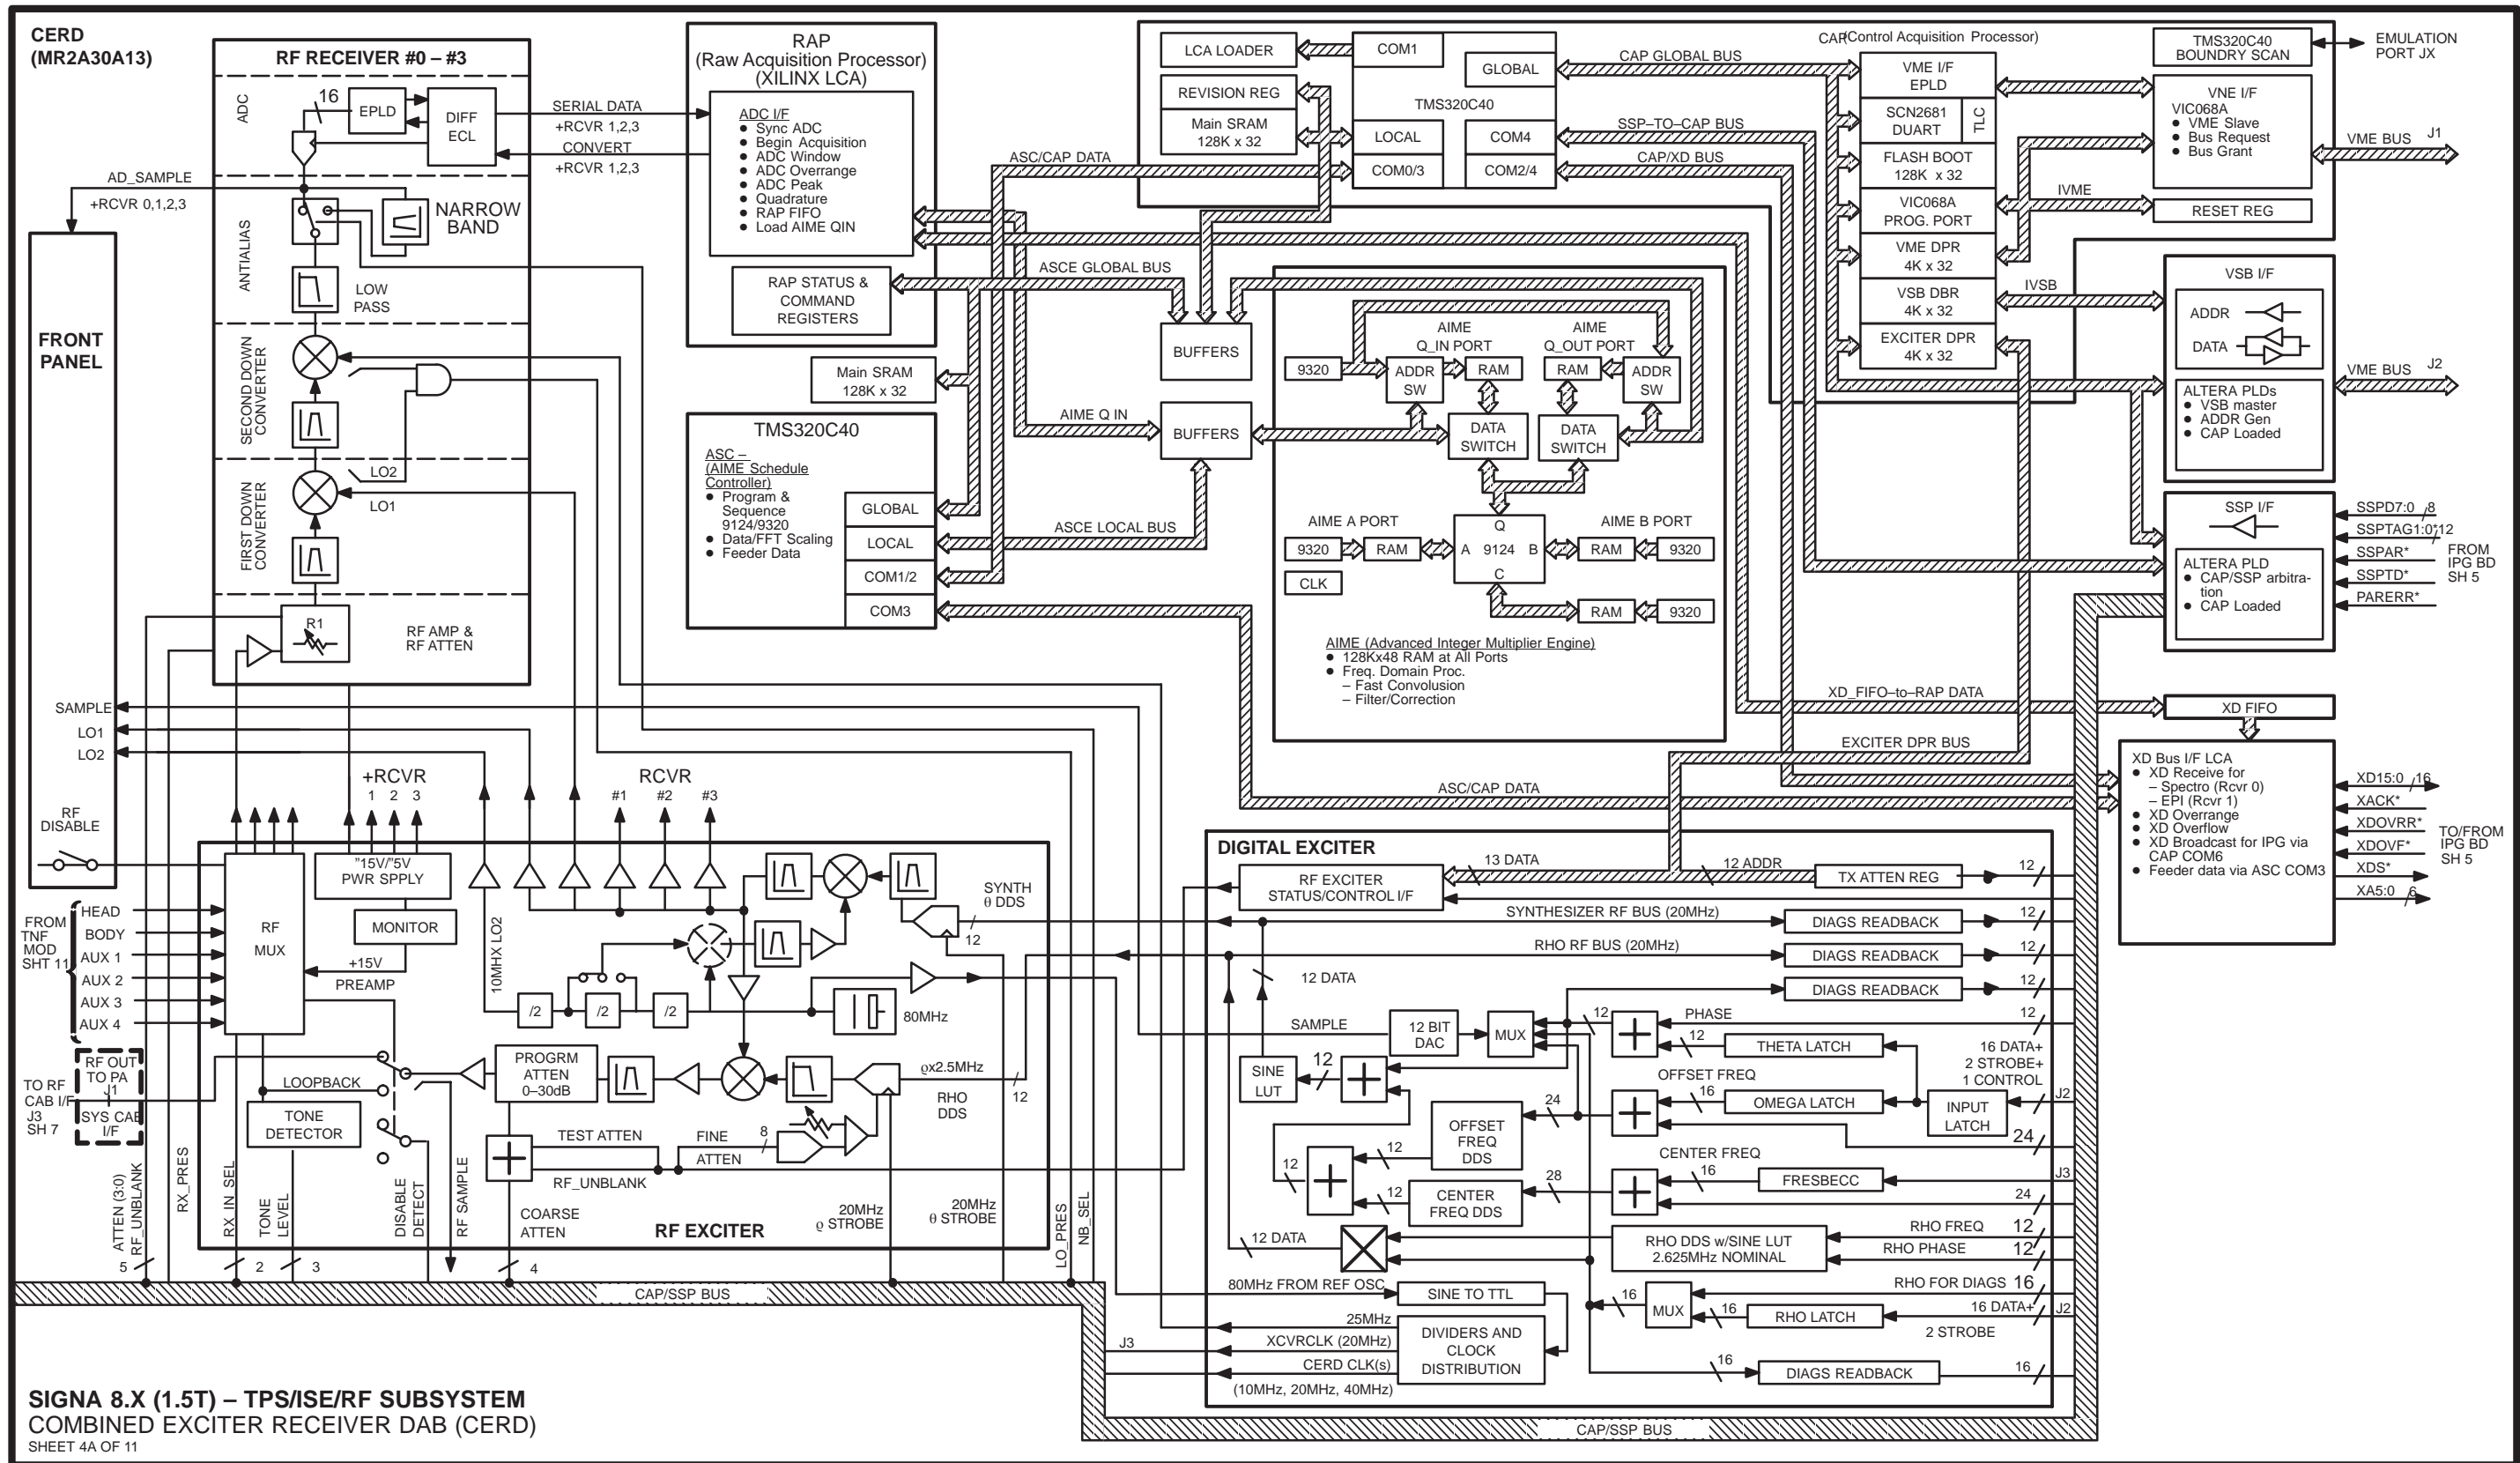 CERD
(MR2A30A13)
RF RECEIVER #0 – #3
ADC
16
EPLD
DIFF
ECL
SERIAL DATA
+RCVR 1,2,3
CONVERT
+RCVR 1,2,3
AD_SAMPLE
+RCVR 0,1,2,3
NARROW
BAND
ANTIALIAS
LOW
PASS
FRONT
PANEL
SECOND DOWN
CONVERTER
LO2
LO1
FIRST DOWN
CONVERTER
R1
RF AMP &
RF ATTEN
SAMPLE
LO1
LO2
RF
DISABLE
RAP
(Raw Acquisition Processor)
(XILINX LCA)
ADC I/F
● Sync ADC
● Begin Acquisition
● ADC Window
● ADC Overrange
● ADC Peak
● Quadrature
● RAP FIFO
● Load AIME QIN
RAP STATUS &
COMMAND
REGISTERS
Main SRAM
128K x 32
TMS320C40
ASC –
(AIME Schedule
Controller)
● Program &
Sequence
9124/9320
● Data/FFT Scaling
● Feeder Data
GLOBAL
LOCAL
COM1/2
COM3
ASC/CAP DATA
ASCE GLOBAL BUS
AIME Q IN
ASCE LOCAL BUS
BUFFERS
BUFFERS
LCA LOADER
REVISION REG
Main SRAM
128K x 32
COM1
GLOBAL
TMS320C40
LOCAL
COM4
COM0/3
COM2/4
CAP GLOBAL BUS
SSP–TO–CAP BUS
CAP/XD BUS
CAP(Control Acquisition Processor)
VME I/F
EPLD
SCN2681
DUART
TLC
FLASH BOOT
128K x 32
VIC068A
PROG. PORT
VME DPR
4K x 32
VSB DBR
4K x 32
EXCITER DPR
4K x 32
TMS320C40
BOUNDRY SCAN
EMULATION
PORT JX
VNE I/F
VIC068A
● VME Slave
● Bus Request
● Bus Grant
VME BUS
J1
IVME
RESET REG
IVSB
VSB I/F
ADDR
DATA
VME BUS
J2
ALTERA PLDs
● VSB master
● ADDR Gen
● CAP Loaded
SSP I/F
ALTERA PLD
● CAP/SSP arbitra-
tion
● CAP Loaded
SSPD7:0 8
SSPTAG1:0*12
SSPAR*
SSPTD*
PARERR*
FROM
IPG BD
SH 5
AIME
Q_IN PORT
AIME
Q_OUT PORT
9320
ADDR
SW
RAM
RAM
ADDR
SW
DATA
SWITCH
DATA
SWITCH
AIME A PORT
AIME B PORT
9320
RAM
Q
A 9124 B
C
RAM
9320
CLK
RAM
9320
AIME (Advanced Integer Multiplier Engine)
● 128Kx48 RAM at All Ports
● Freq. Domain Proc.
– Fast Convolusion
– Filter/Correction
XD_FIFO–to–RAP DATA
XD FIFO
EXCITER DPR BUS
ASC/CAP DATA
XD Bus I/F LCA
● XD Receive for
– Spectro (Rcvr 0)
– EPI (Rcvr 1)
● XD Overrange
● XD Overflow
● XD Broadcast for IPG via
CAP COM6
● Feeder data via ASC COM3
XD15:0 16
XACK*
XDOVRR*
XDOVF*
XDS*
XA5:0 6
TO/FROM
IPG BD
SH 5
+RCVR
1 2 3
RCVR
#1 #2 #3
"15V/"5V
PWR SPPLY
MONITOR
+15V
PREAMP
RF
MUX
FROM
TNF
MOD
SHT 11
HEAD
BODY
AUX 1
AUX 2
AUX 3
AUX 4
10MHX LO2
/2
/2
/2
80MHz
SYNTH
θ DDS
12
TO RF
CAB I/F
J3
SH 7
RF OUT
TO PA
J1
SYS CAB
I/F
LOOPBACK
TONE
DETECTOR
PROGRM
ATTEN
0–30dB
ϱx2.5MHz
12
RHO
DDS
TEST ATTEN
FINE
ATTEN
8
RF_UNBLANK
COARSE
ATTEN
RF EXCITER
20MHz
ϱ STROBE
20MHz
θ STROBE
ATTEN (3:0)
RF_UNBLANK
RX_PRES
RX_IN SEL
TONE
LEVEL
DISABLE
DETECT
RF SAMPLE
LO_PRES
NB_SEL
5
2
3
4
CAP/SSP BUS
DIGITAL EXCITER
RF EXCITER
STATUS/CONTROL I/F
13 DATA
12 ADDR
TX ATTEN REG
12
SYNTHESIZER RF BUS (20MHz)
DIAGS READBACK
12
RHO RF BUS (20MHz)
DIAGS READBACK
12
12 DATA
DIAGS READBACK
12
SAMPLE
12 BIT
DAC
MUX
12
PHASE
12
12
THETA LATCH
16 DATA+
2 STROBE+
1 CONTROL
SINE
LUT
12
OFFSET FREQ
16
OMEGA LATCH
INPUT
LATCH
J2
24
OFFSET
FREQ
DDS
24
12
12
CENTER FREQ
16
FRESBECC
J3
24
28
CENTER
FREQ DDS
12
12 DATA
RHO DDS w/SINE LUT
2.625MHz NOMINAL
RHO FREQ 12
RHO PHASE 12
80MHz FROM REF OSC
SINE TO TTL
16
MUX
RHO FOR DIAGS 16
16
RHO LATCH
16 DATA+
J2
2 STROBE
25MHz
XCVRCLK (20MHz)
CERD CLK(s)
(10MHz, 20MHz, 40MHz)
J3
DIVIDERS AND
CLOCK
DISTRIBUTION
16
DIAGS READBACK
16
CAP/SSP BUS
SIGNA 8.X (1.5T) – TPS/ISE/RF SUBSYSTEM
COMBINED EXCITER RECEIVER DAB (CERD)
SHEET 4A OF 11